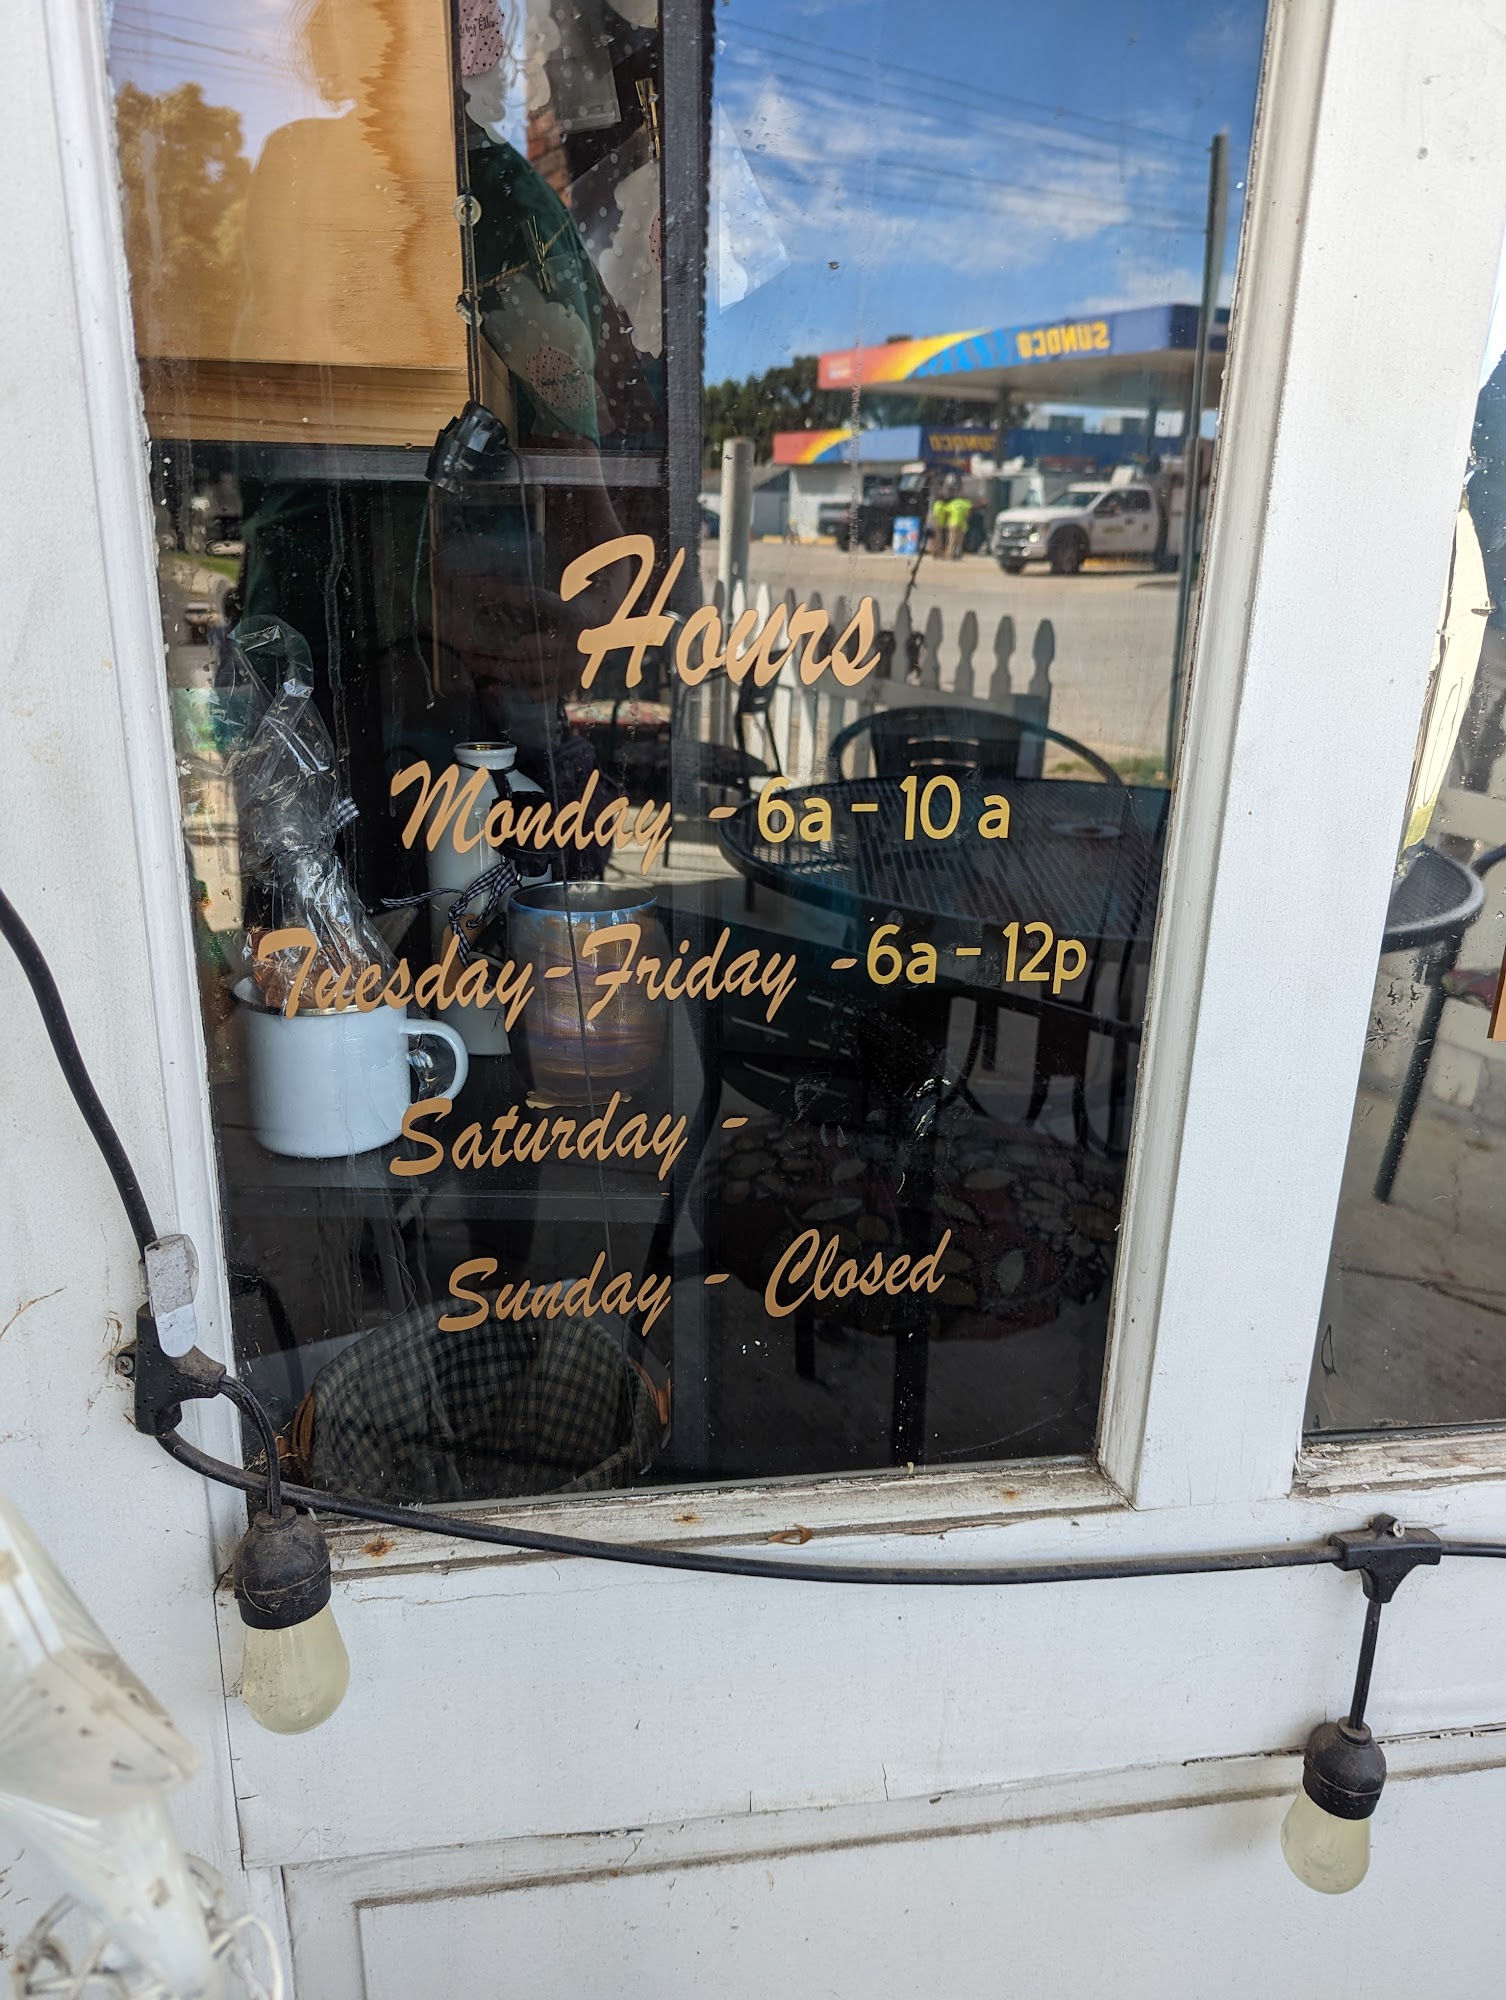 SUNOCO
Hours
Monday - 6a - 10 a
Tuesday-Friday - 6a - 12p
Saturday -
Sunday - Closed